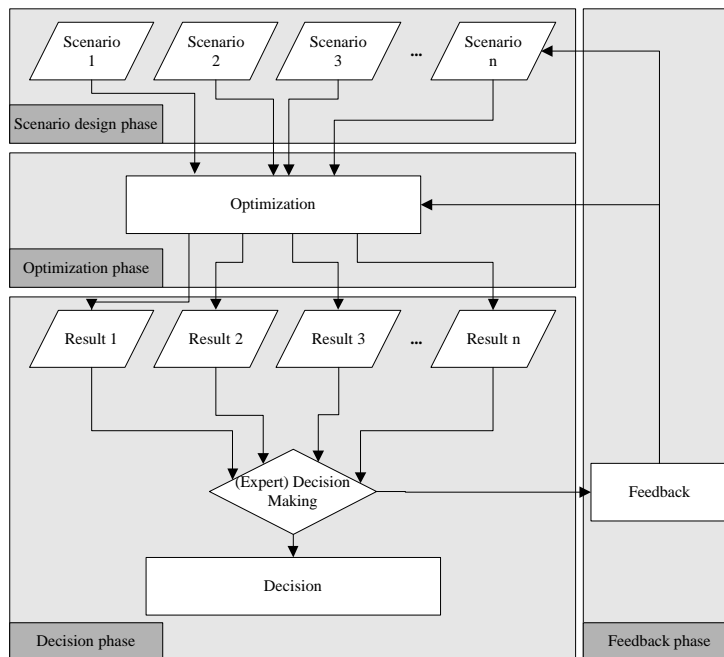 Scenario
1
Scenario
2
Scenario
3
...
Scenario
n
Scenario design phase
Optimization
Optimization phase
Result 1
Result 2
Result 3
...
Result n
(Expert) Decision
Making
Feedback
Decision
Decision phase
Feedback phase